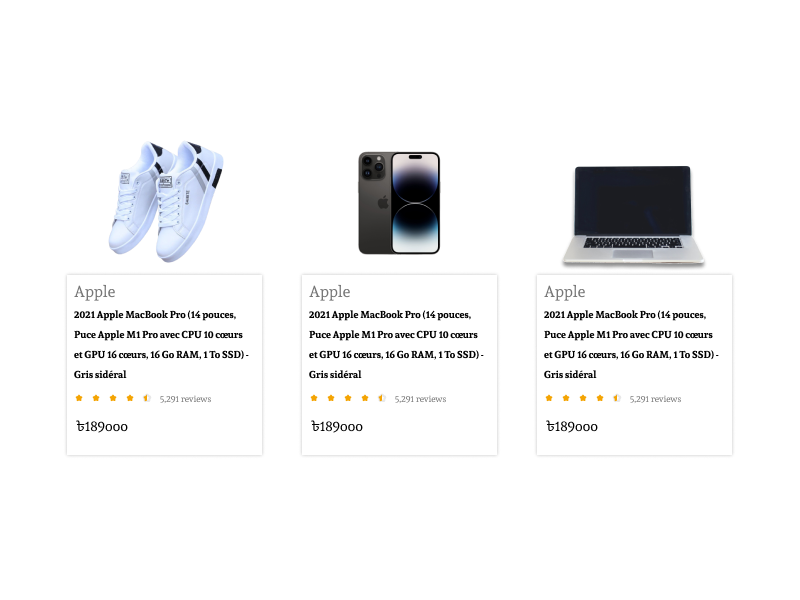 Apple
2021 Apple MacBook Pro (14 pouces,
Puce Apple M1 Pro avec CPU 10 cœurs
et GPU 16 cœurs, 16 Go RAM, 1 To SSD) -
Gris sidéral
5,291 reviews
৳189000
Apple
2021 Apple MacBook Pro (14 pouces,
Puce Apple M1 Pro avec CPU 10 cœurs
et GPU 16 cœurs, 16 Go RAM, 1 To SSD) -
Gris sidéral
5,291 reviews
৳189000
Apple
2021 Apple MacBook Pro (14 pouces,
Puce Apple M1 Pro avec CPU 10 cœurs
et GPU 16 cœurs, 16 Go RAM, 1 To SSD) -
Gris sidéral
5,291 reviews
৳189000